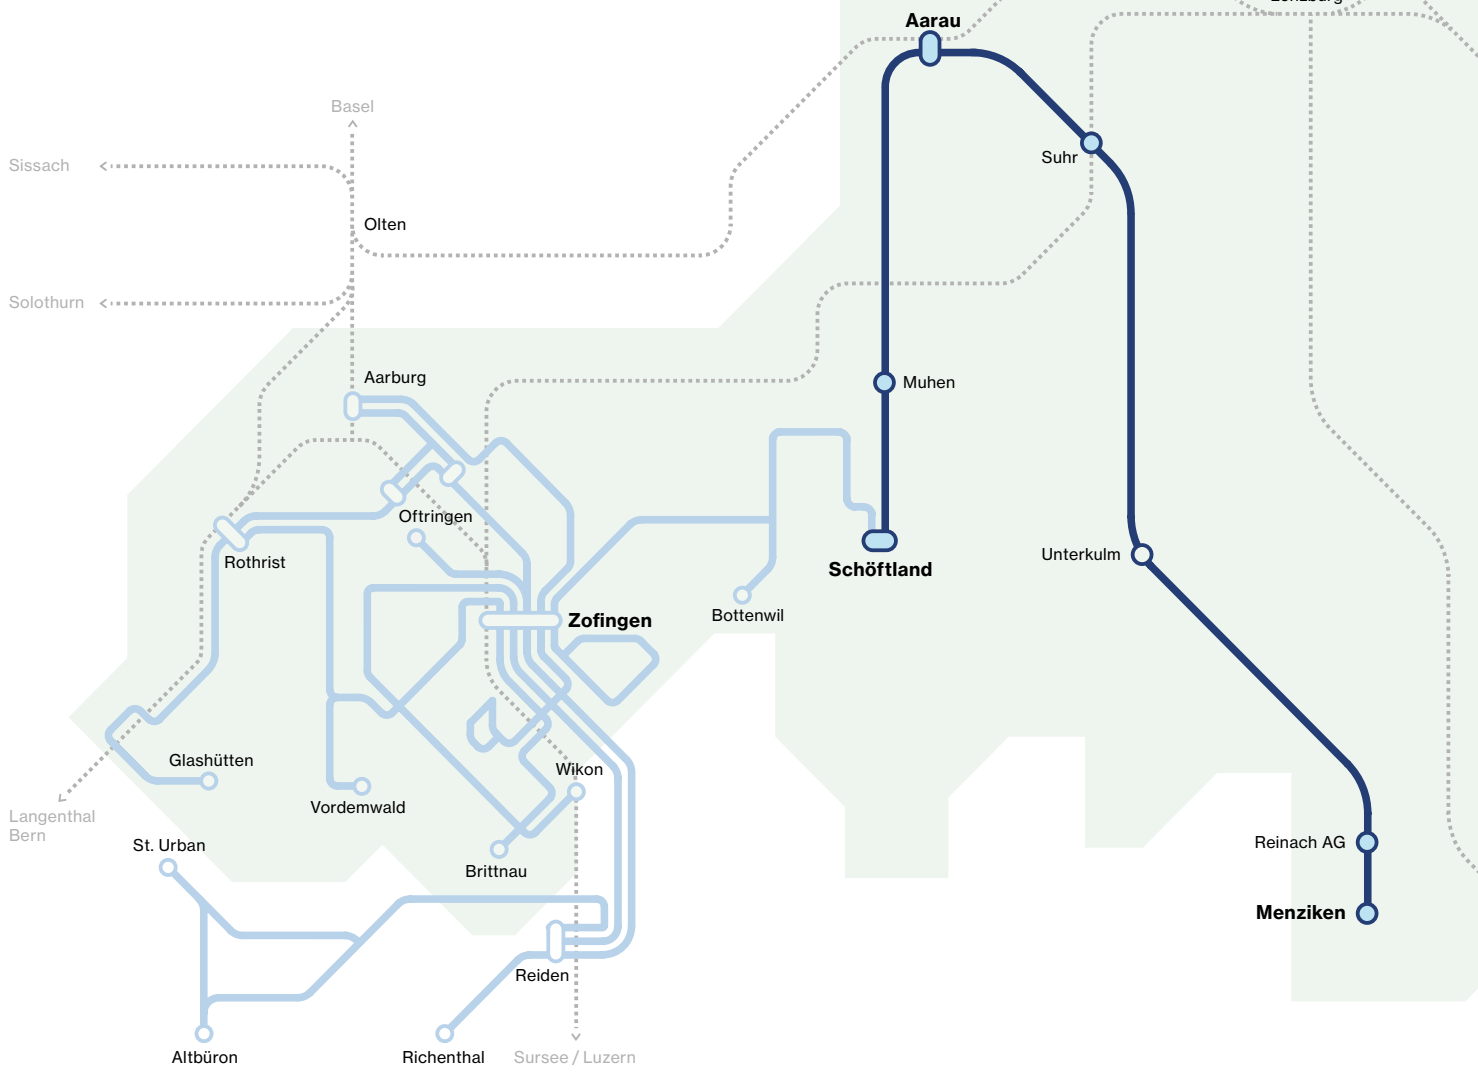 Lenzburg
Aarau
Basel
Suhr
Sissach
Olten
Solothurn
Aarburg
Muhen
Oftringen
Unterkulm
Rothrist
Schöftland
Bottenwil
Zofingen
Glashütten
Wikon
Vordemwald
Langenthal
Bern
St. Urban
Reinach AG
Brittnau
Menziken
Reiden
Altbüron
Richenthal
Sursee / Luzern